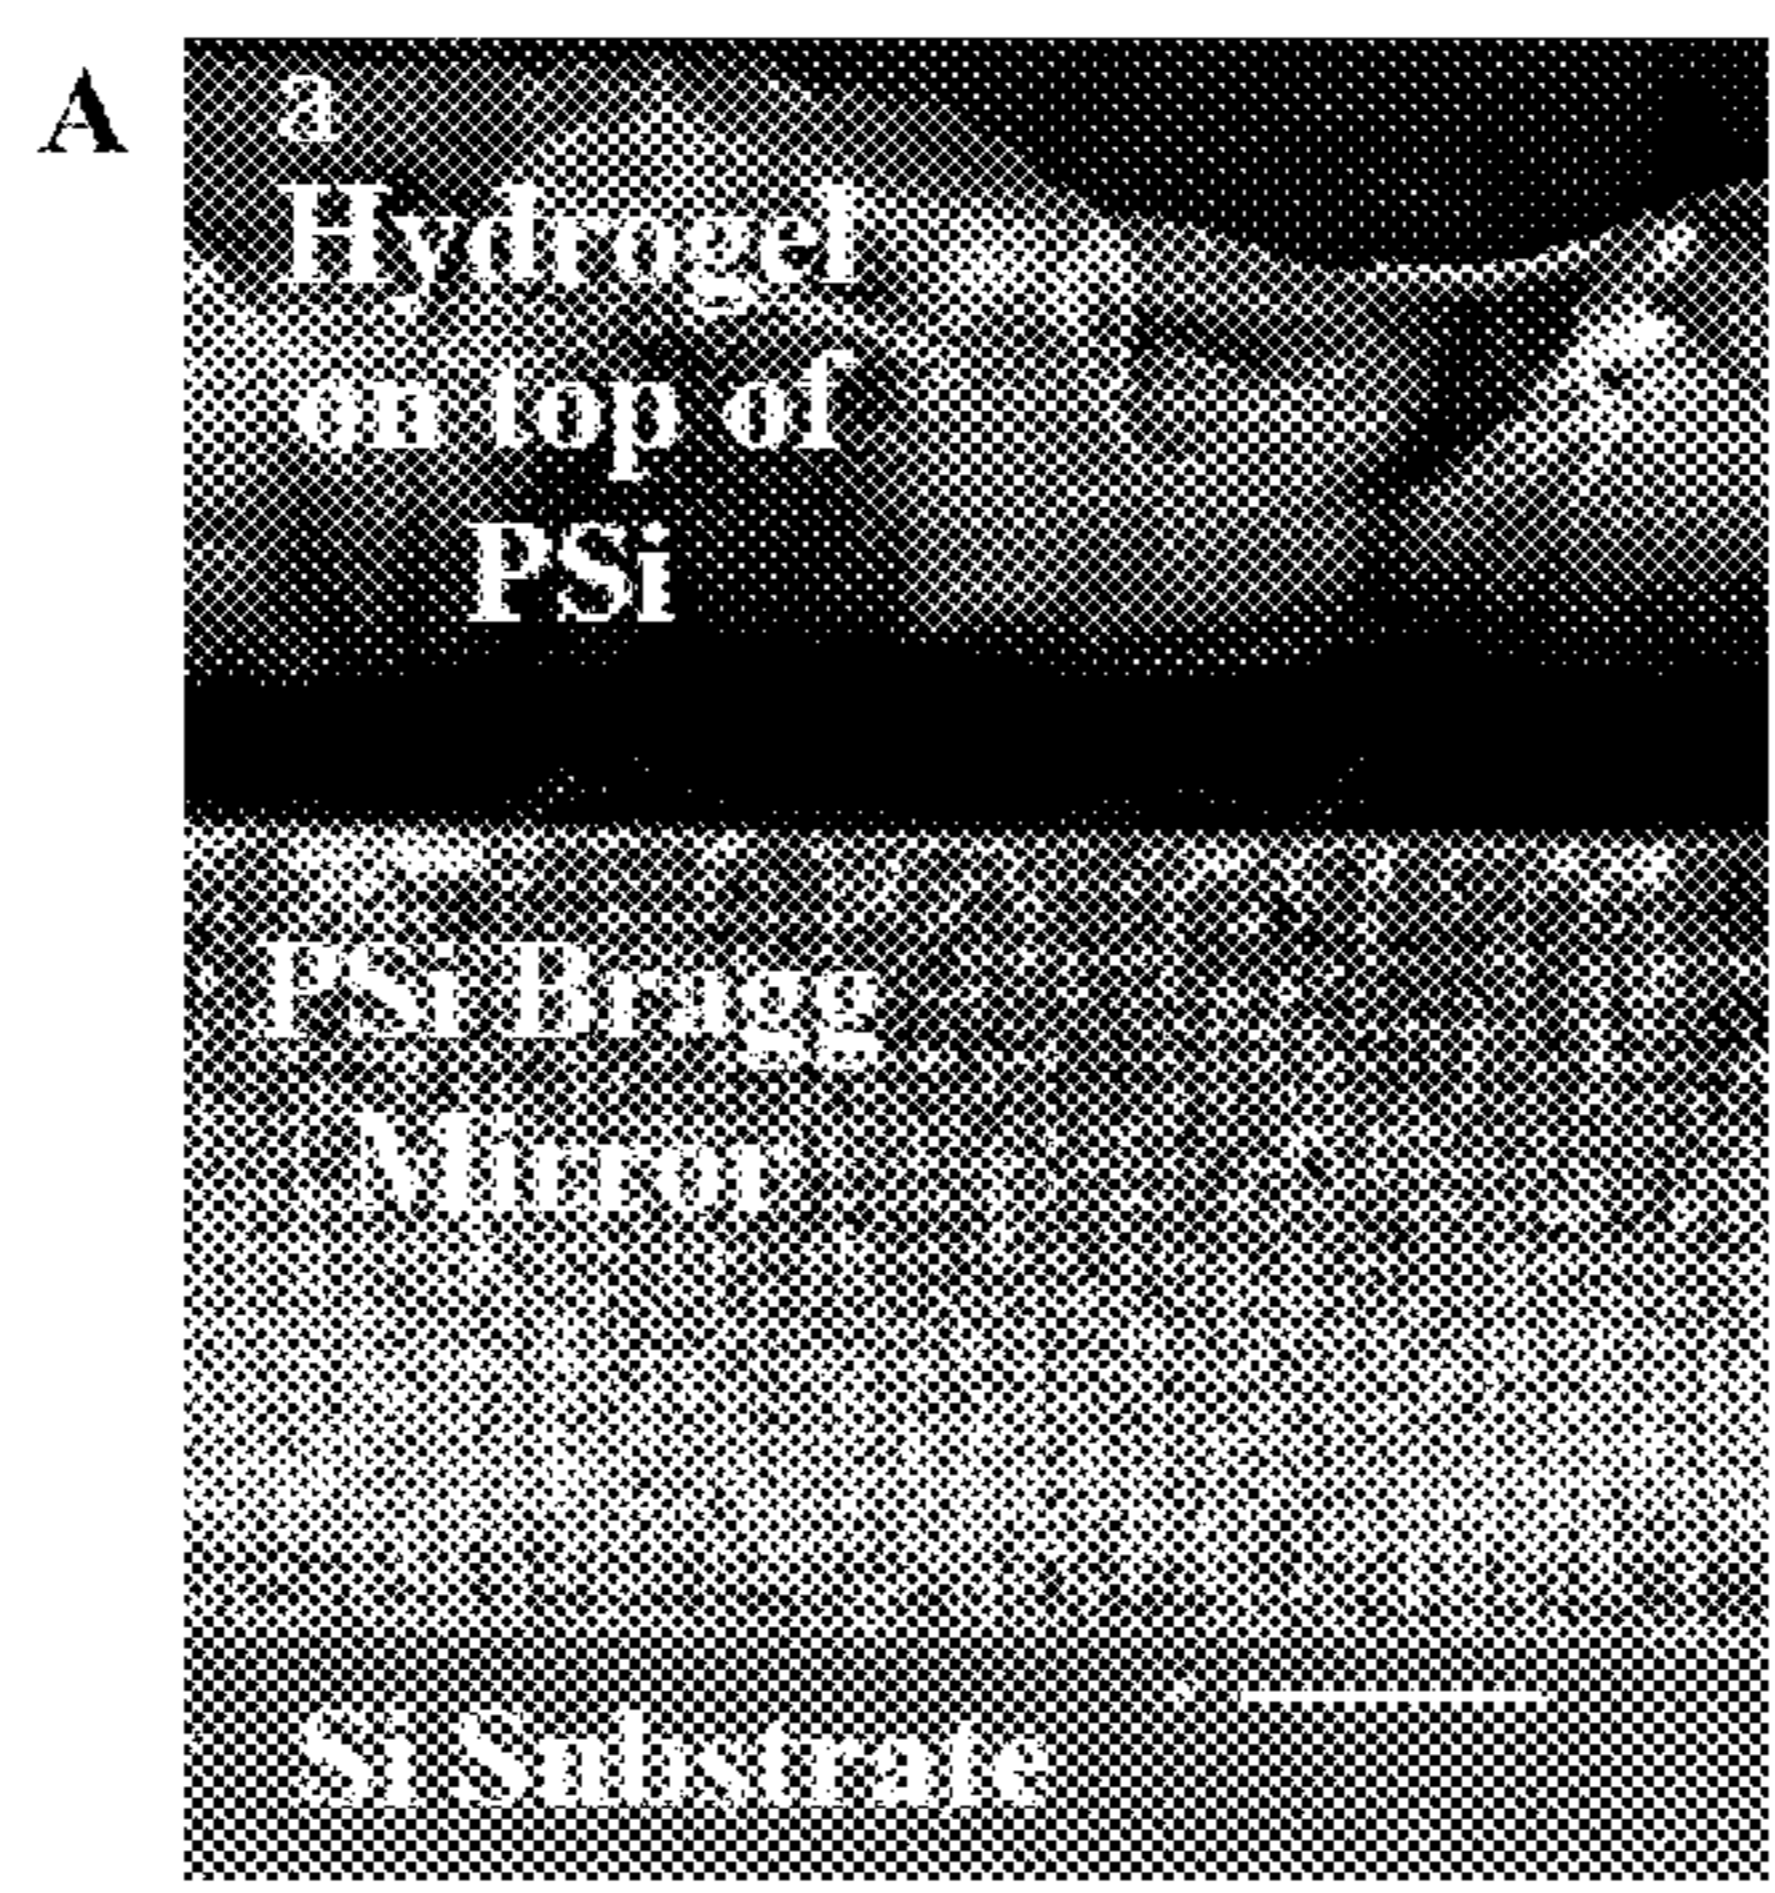 A
a
Hydrogel
on top of
PSi
PSi Bragg
Mirror
Si Substrate